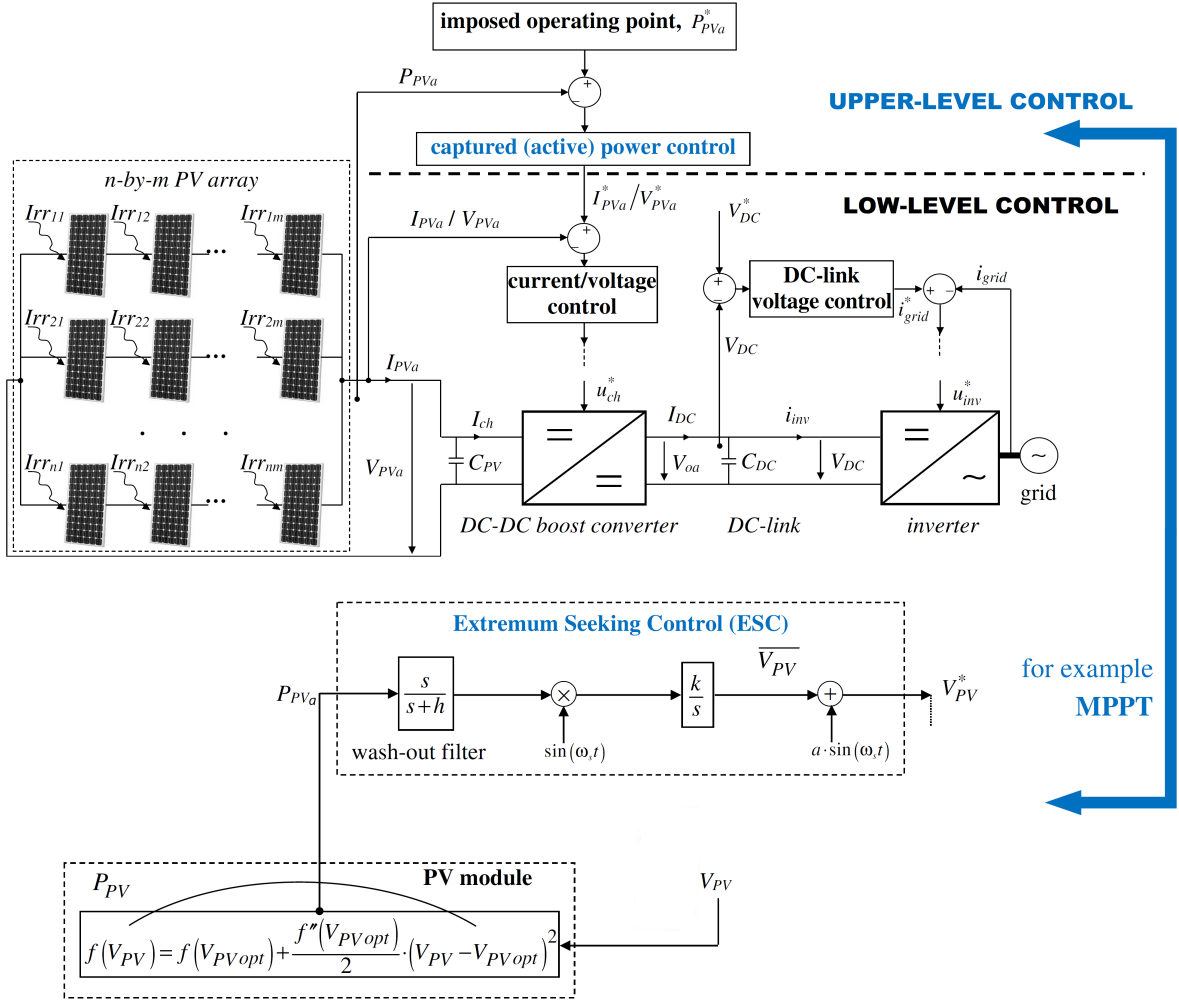 imposed operating point, P*PVa
PPVa
+
−
UPPER-LEVEL CONTROL
captured (active) power control
n-by-m PV array
I*PVa/V*PVa
LOW-LEVEL CONTROL
Irr11 Irr12 ... Irr1m
IPVa / VPVa
+
−
V*DC
current/voltage
control
+
−
DC-link
voltage control
i*grid
+ −
igrid
Irr21 Irr22 ... Irr2m
VDC
IPVa
u*ch
u*inv
. . .
Ich
IDC
iinv
=
=
VPVa
CPV
Voa
CDC
VDC
=
~
~
Irrn1 Irrn2 ... Irrnm
grid
DC-DC boost converter
DC-link
inverter
Extremum Seeking Control (ESC)
PPVa
s
s+h
×
k
s
VPV
+
V*PV
for example
MPPT
wash-out filter
sin(ωst)
a·sin(ωst)
PPV
PV module
VPV
f(VPV) = f(VPVopt) + f″(VPVopt)/2 · (VPV − VPVopt)²